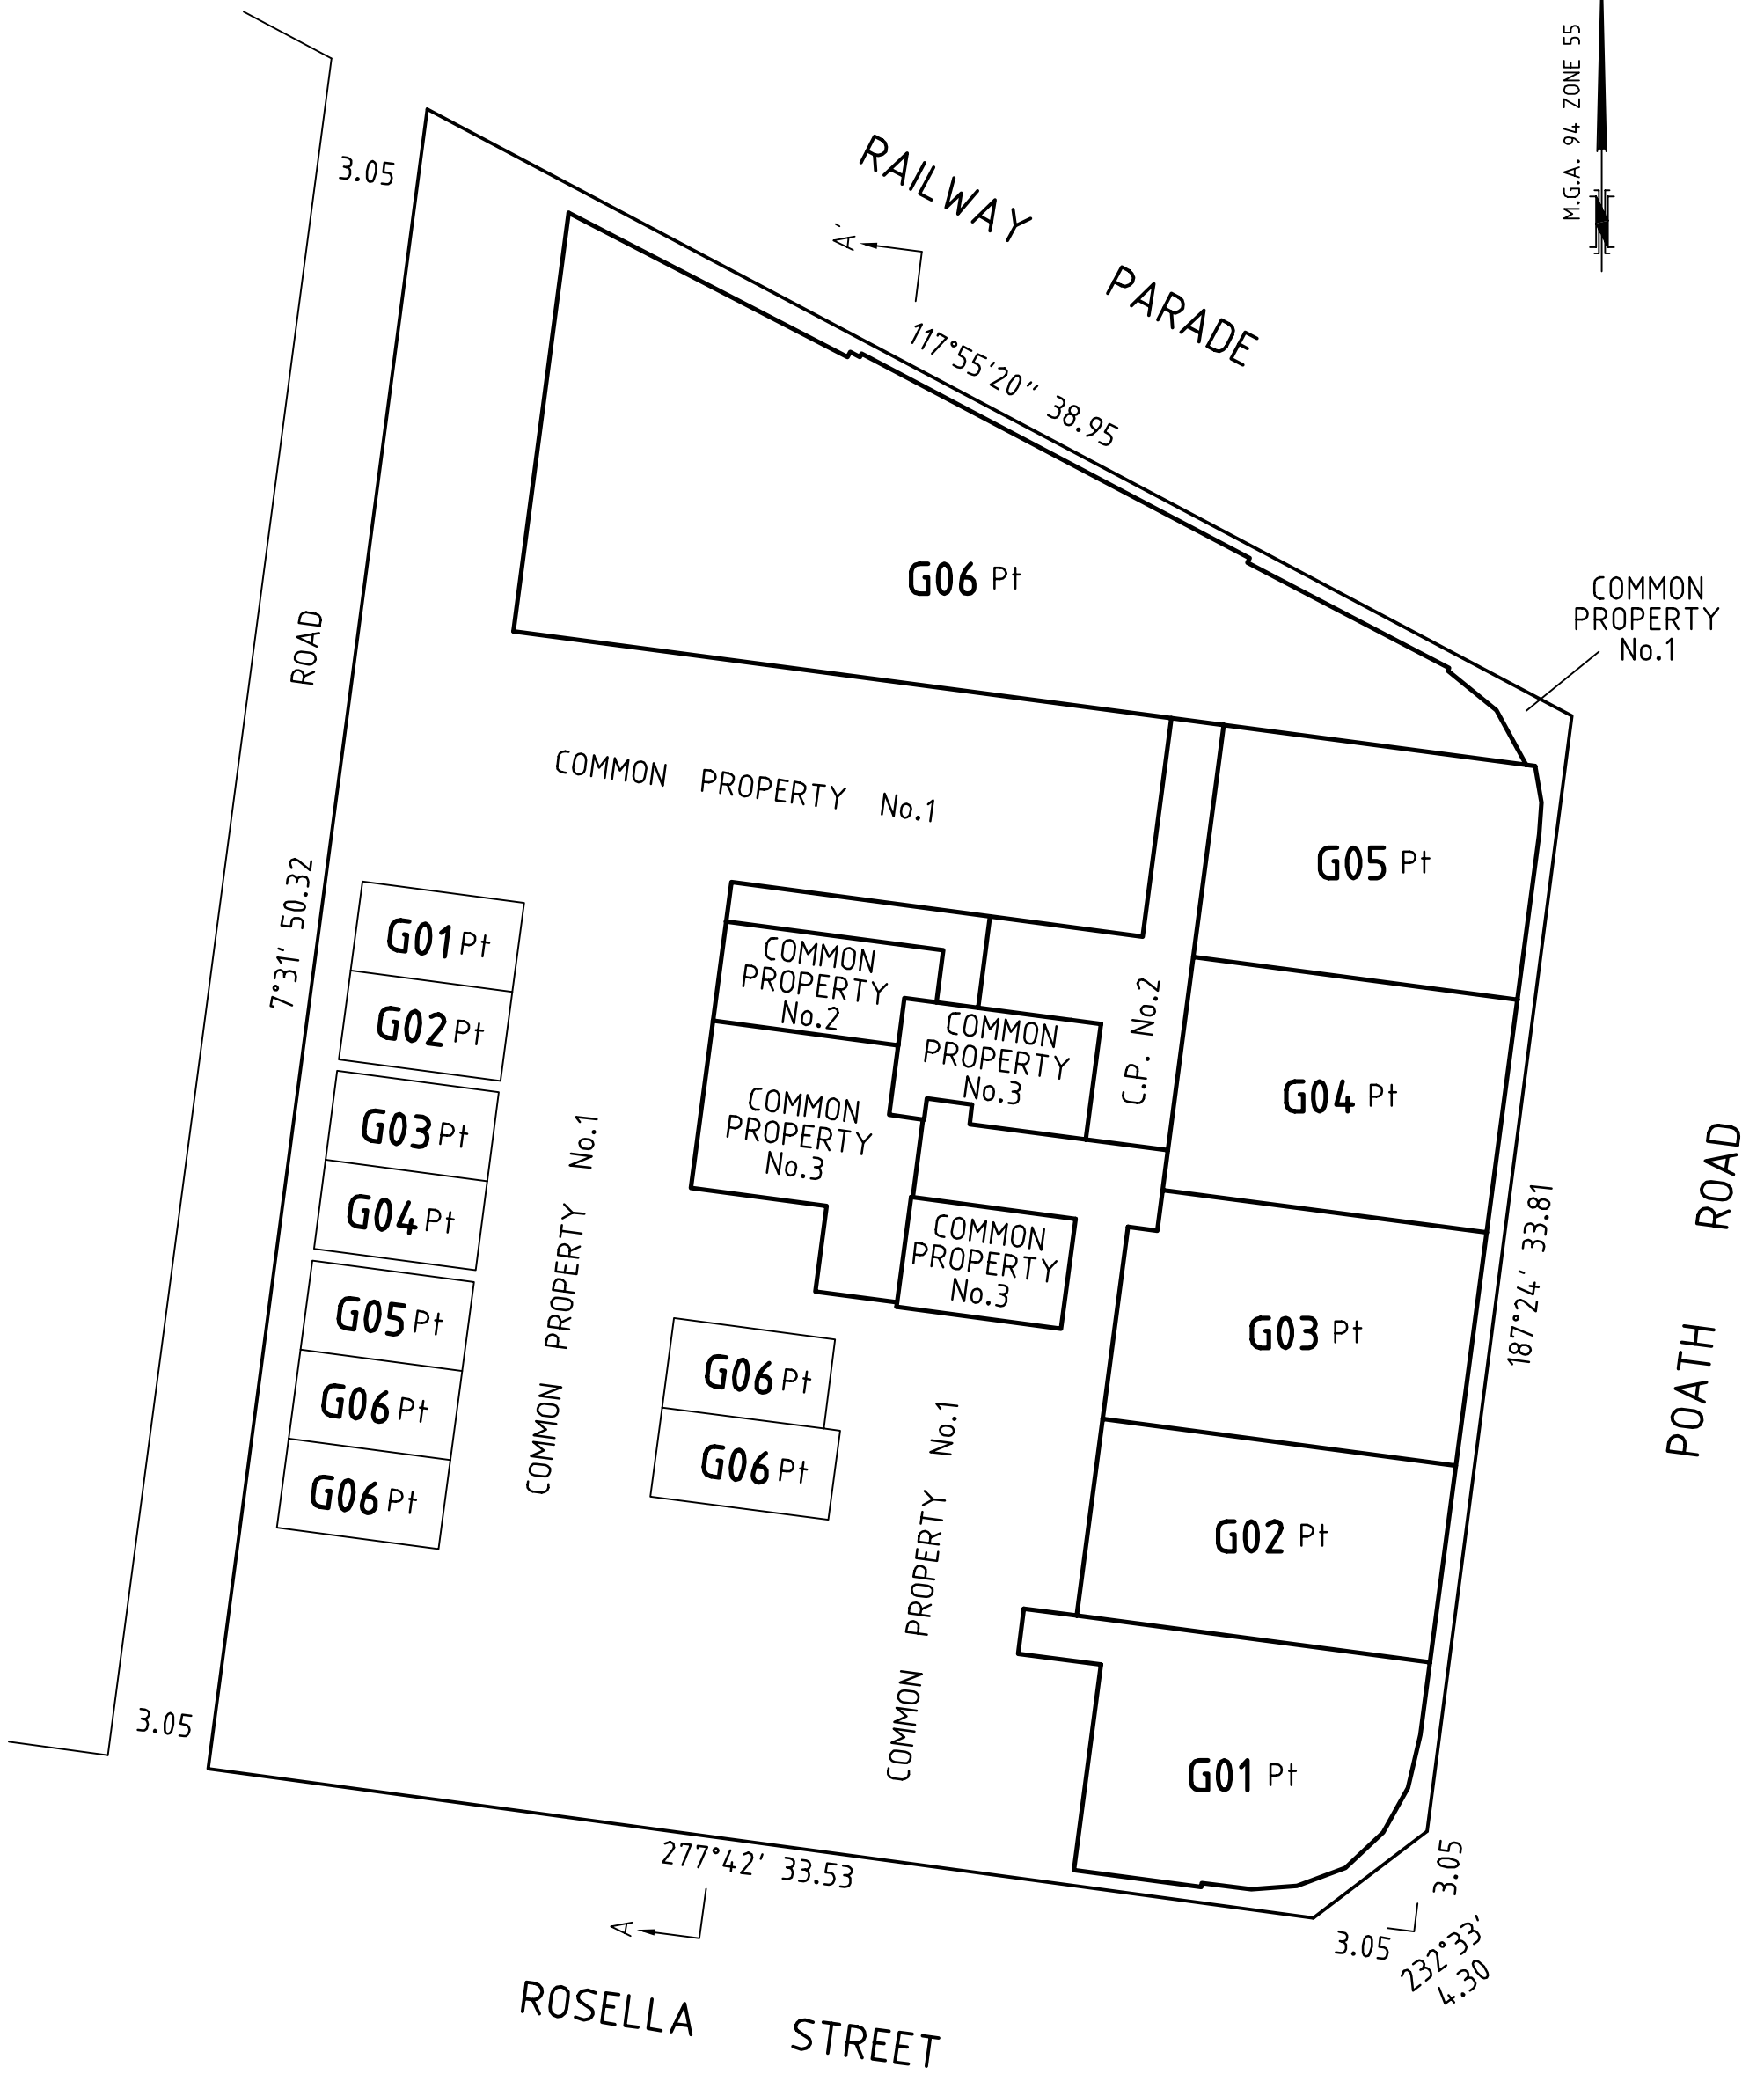 M.G.A. 94 ZONE 55
RAILWAY PARADE
3.05
A'
117°55'20" 38.95
G06 Pt
COMMON
PROPERTY
No.1
ROAD
COMMON PROPERTY No.1
G05 Pt
7°31' 50.32
G01 Pt
G02 Pt
G03 Pt
G04 Pt
G05 Pt
G06 Pt
G06 Pt
COMMON PROPERTY No.1
COMMON
PROPERTY
No.2
COMMON
PROPERTY
No.3
COMMON
PROPERTY
No.3
C.P. No.2
G04 Pt
COMMON
PROPERTY
No.3
G03 Pt
187°24' 33.81
POATH ROAD
G06 Pt
G06 Pt
COMMON PROPERTY No.1
G02 Pt
G01 Pt
3.05
277°42' 33.53
A
3.05
3.05
232°33'
4.30
ROSELLA STREET